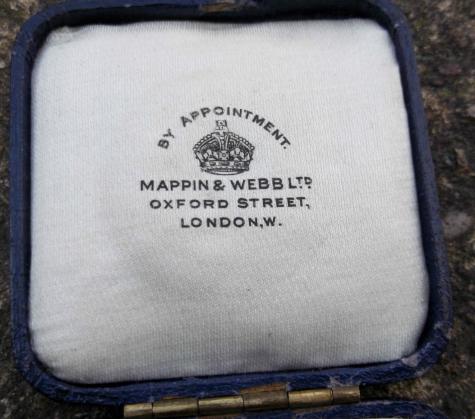 BY APPOINTMENT.
MAPPIN & WEBB LTD
OXFORD STREET,
LONDON, W.